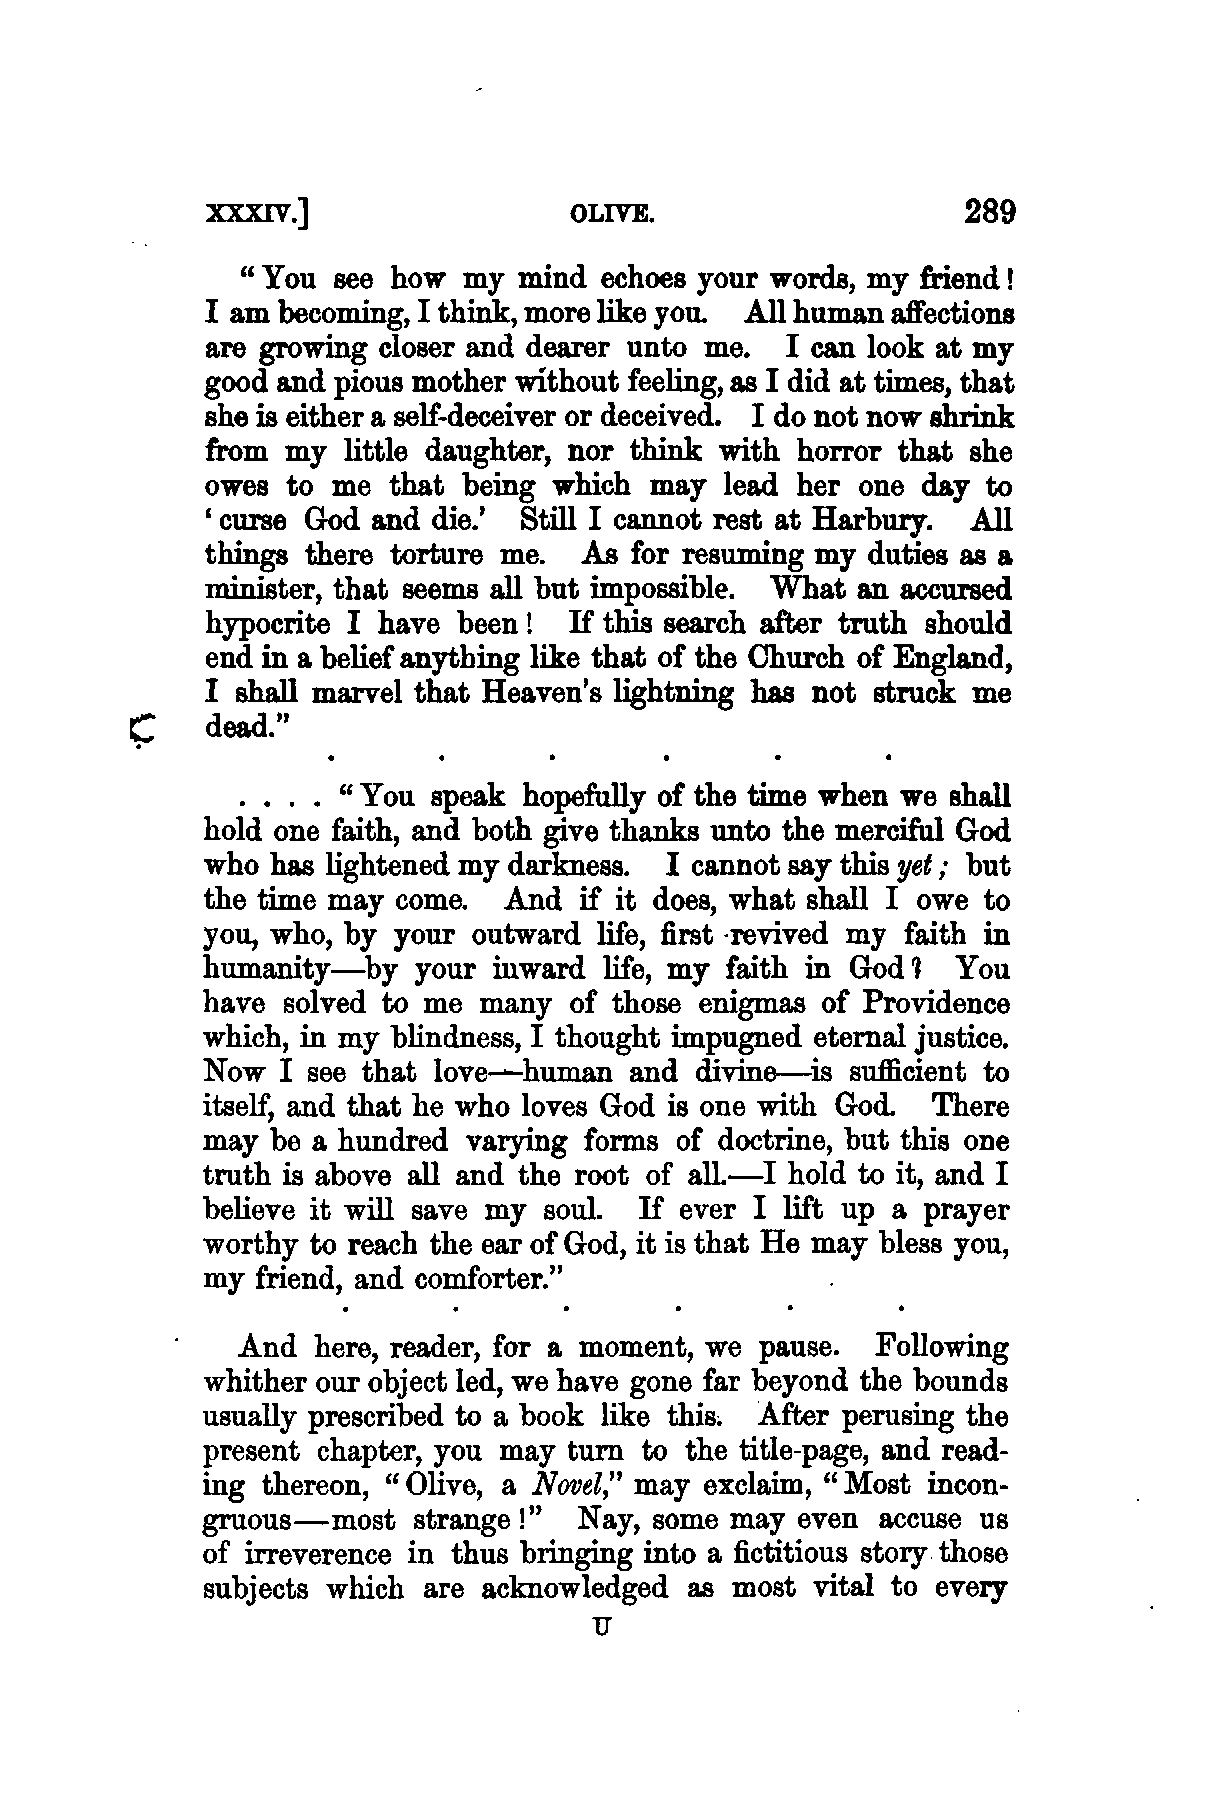 XXXIV.] OLIVE. 289
“You see how my mind echoes your words, my friend!
I am becoming, I think, more like you. All human affections
are growing closer and dearer unto me. I can look at my
good and pious mother without feeling, as I did at times, that
she is either a self-deceiver or deceived. I do not now shrink
from my little daughter, nor think with horror that she
owes to me that being which may lead her one day to
‘curse God and die.’ Still I cannot rest at Harbury. All
things there torture me. As for resuming my duties as a
minister, that seems all but impossible. What an accursed
hypocrite I have been! If this search after truth should
end in a belief anything like that of the Church of England,
I shall marvel that Heaven’s lightning has not struck me
dead.”
. . . . . .
. . . . “You speak hopefully of the time when we shall
hold one faith, and both give thanks unto the merciful God
who has lightened my darkness. I cannot say this yet; but
the time may come. And if it does, what shall I owe to
you, who, by your outward life, first revived my faith in
humanity—by your inward life, my faith in God? You
have solved to me many of those enigmas of Providence
which, in my blindness, I thought impugned eternal justice.
Now I see that love—human and divine—is sufficient to
itself, and that he who loves God is one with God. There
may be a hundred varying forms of doctrine, but this one
truth is above all and the root of all.—I hold to it, and I
believe it will save my soul. If ever I lift up a prayer
worthy to reach the ear of God, it is that He may bless you,
my friend, and comforter.”
. . . . . .
And here, reader, for a moment, we pause. Following
whither our object led, we have gone far beyond the bounds
usually prescribed to a book like this. After perusing the
present chapter, you may turn to the title-page, and read-
ing thereon, “Olive, a Novel,” may exclaim, “Most incon-
gruous—most strange!” Nay, some may even accuse us
of irreverence in thus bringing into a fictitious story those
subjects which are acknowledged as most vital to every
U